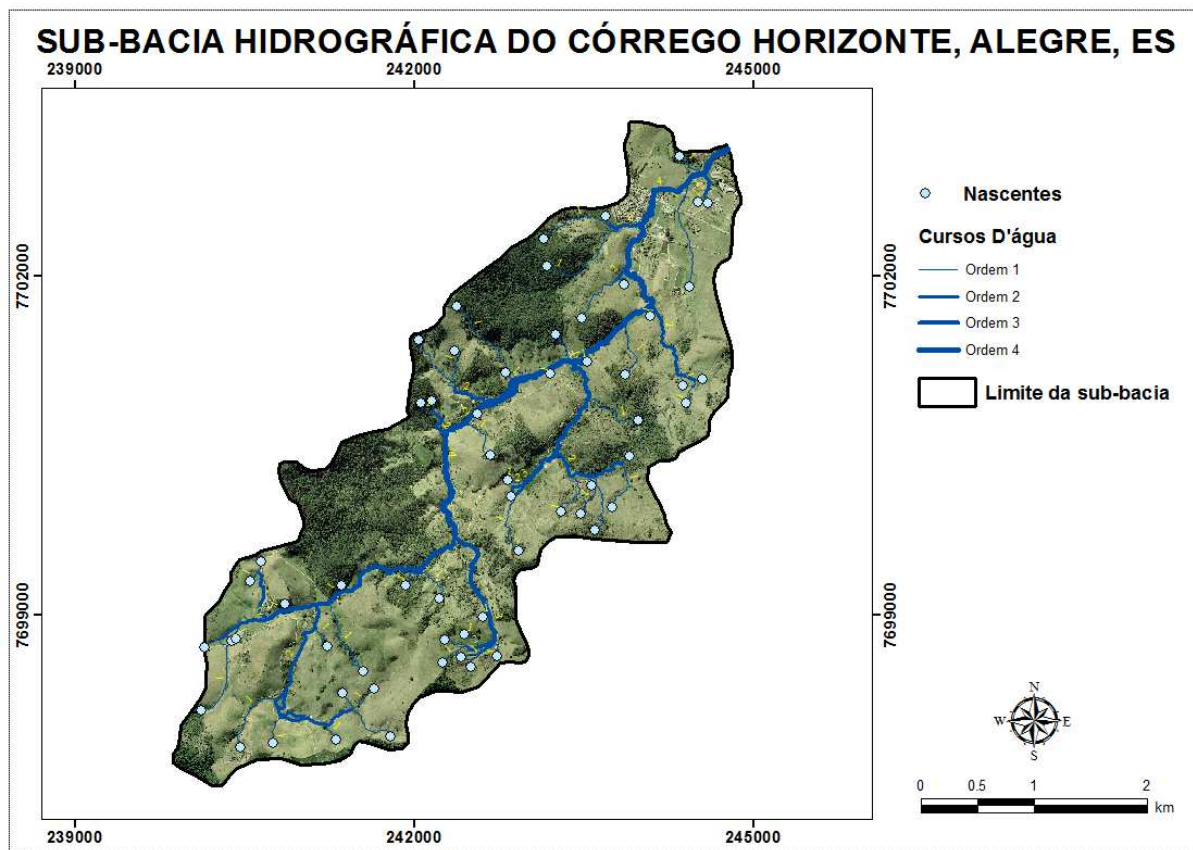 SUB-BACIA HIDROGRÁFICA DO CÓRREGO HORIZONTE, ALEGRE, ES
239000 242000 245000
7702000 7702000
7699000 7699000
239000 242000 245000
Nascentes
Cursos D'água
Ordem 1
Ordem 2
Ordem 3
Ordem 4
Limite da sub-bacia
N
W E
S
0 0.5 1 2
km